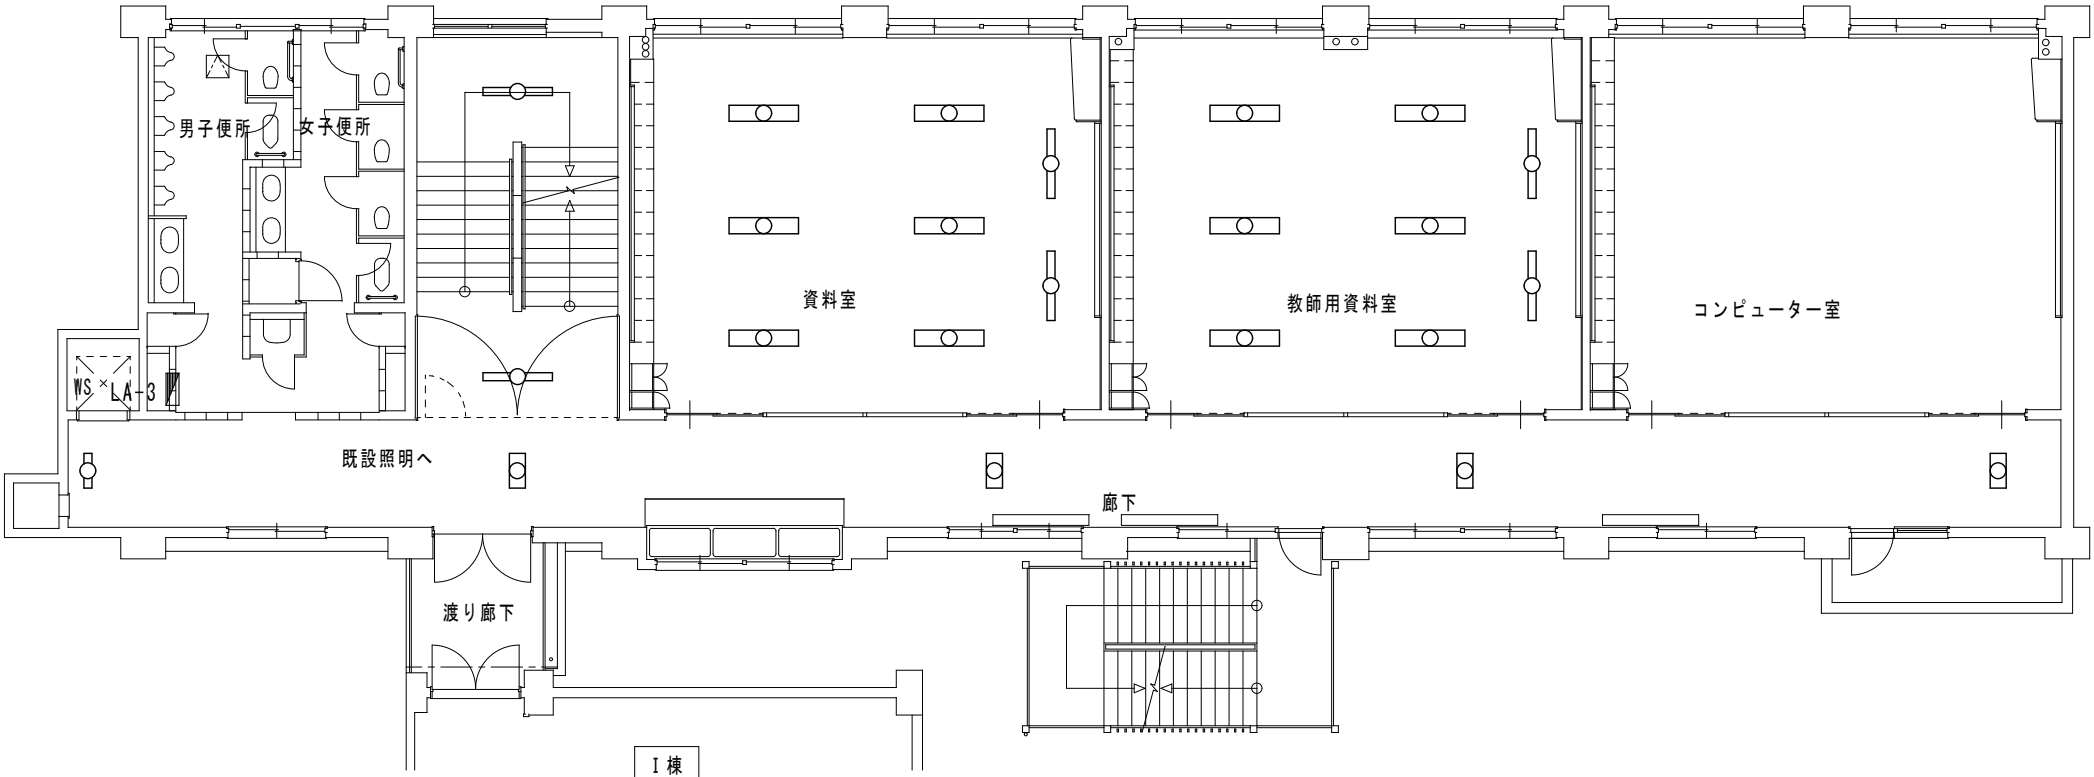 男子便所
女子便所
資料室
教師用資料室
コンピューター室
WS
LA-3
既設照明へ
廊下
渡り廊下
I棟